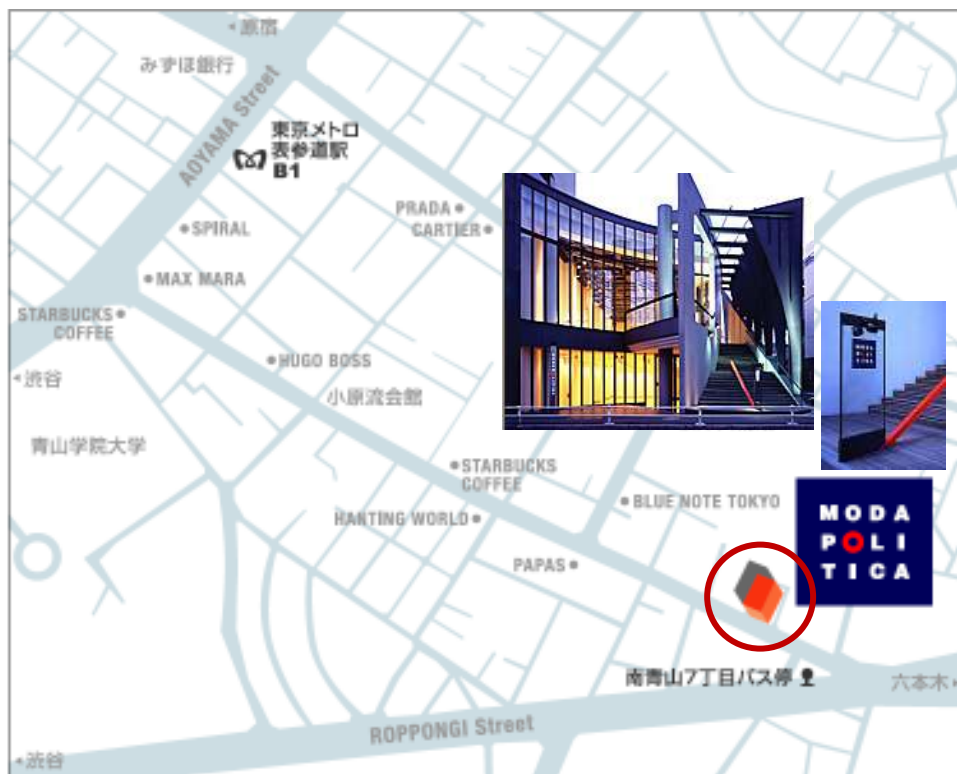 原宿
みずほ銀行
AOYAMA Street
東京メトロ
表参道駅
B1
PRADA
CARTIER
SPIRAL
MAX MARA
STARBUCKS
COFFEE
HUGO BOSS
渋谷
小原流会館
青山学院大学
STARBUCKS
COFFEE
BLUE NOTE TOKYO
HANTING WORLD
MODA
POLI
TICA
PAPAS
南青山7丁目バス停
六本木
ROPPONGI Street
渋谷